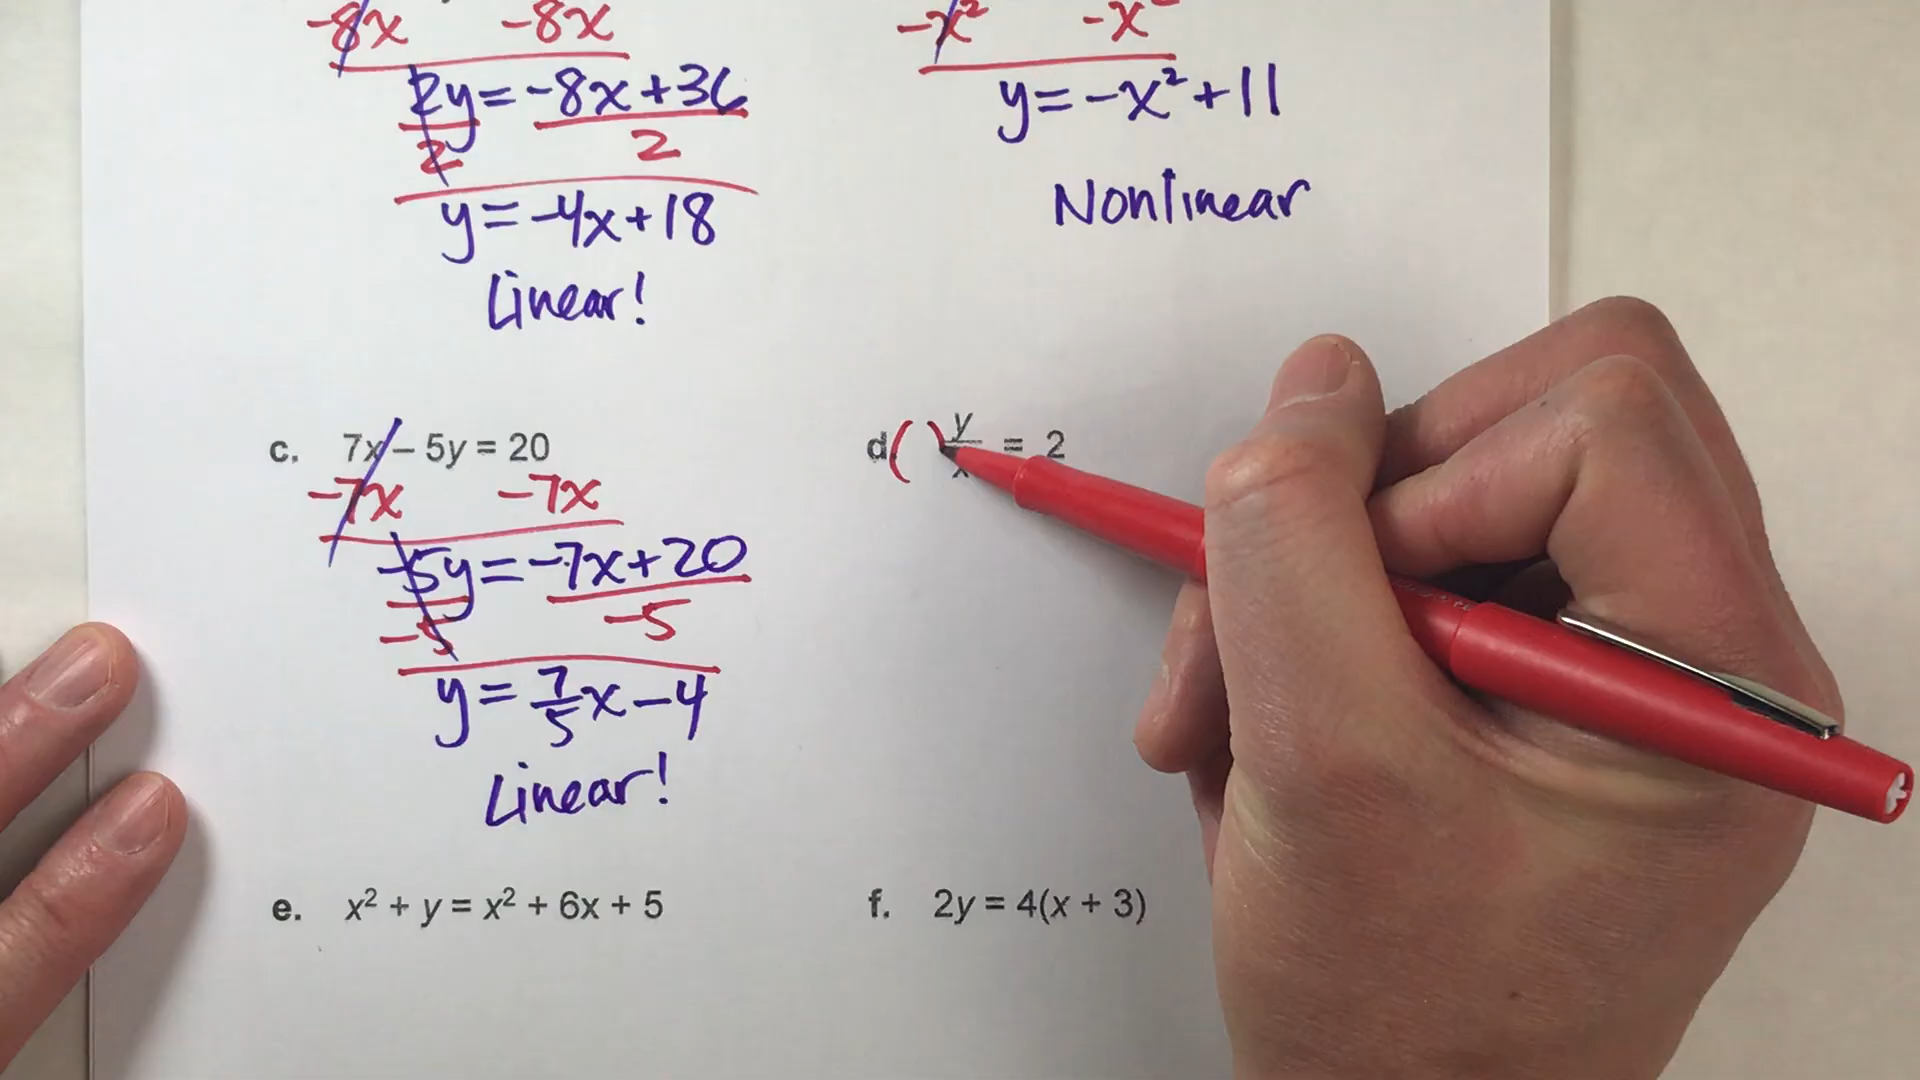 -8x -8x
2y = -8x + 36
2 2
y = -4x + 18
Linear!
-x² -x²
y = -x² + 11
Nonlinear
c. 7x – 5y = 20
-7x -7x
-5y = -7x + 20
-5 -5
y = 7/5 x - 4
Linear!
d. ( ) y/x = 2
e. x² + y = x² + 6x + 5
f. 2y = 4(x + 3)